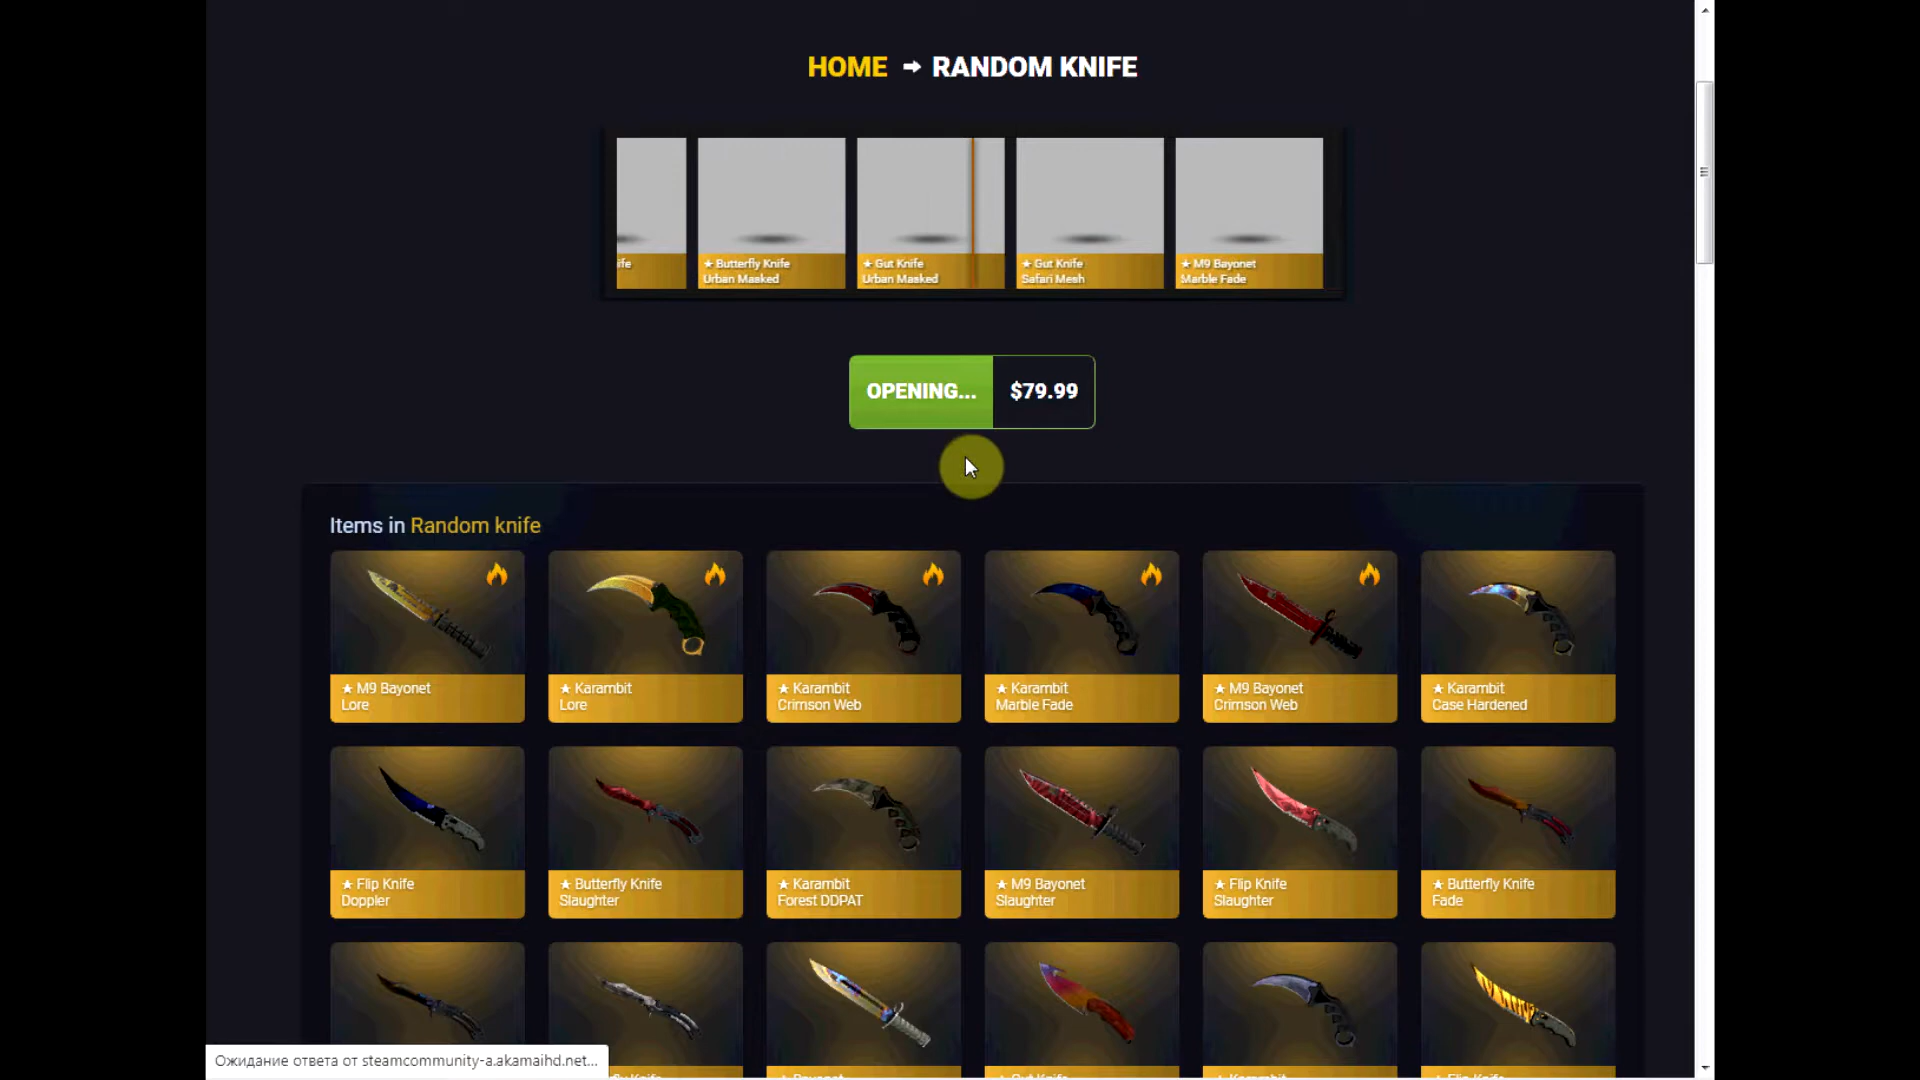 HOME → RANDOM KNIFE
ife
★ Butterfly Knife
Urban Masked
★ Gut Knife
Urban Masked
★ Gut Knife
Safari Mesh
★ M9 Bayonet
Marble Fade
OPENING... $79.99
Items in Random knife
★ M9 Bayonet
Lore
★ Karambit
Lore
★ Karambit
Crimson Web
★ Karambit
Marble Fade
★ M9 Bayonet
Crimson Web
★ Karambit
Case Hardened
★ Flip Knife
Doppler
★ Butterfly Knife
Slaughter
★ Karambit
Forest DDPAT
★ M9 Bayonet
Slaughter
★ Flip Knife
Slaughter
★ Butterfly Knife
Fade
Ожидание ответа от steamcommunity-a.akamaihd.net...